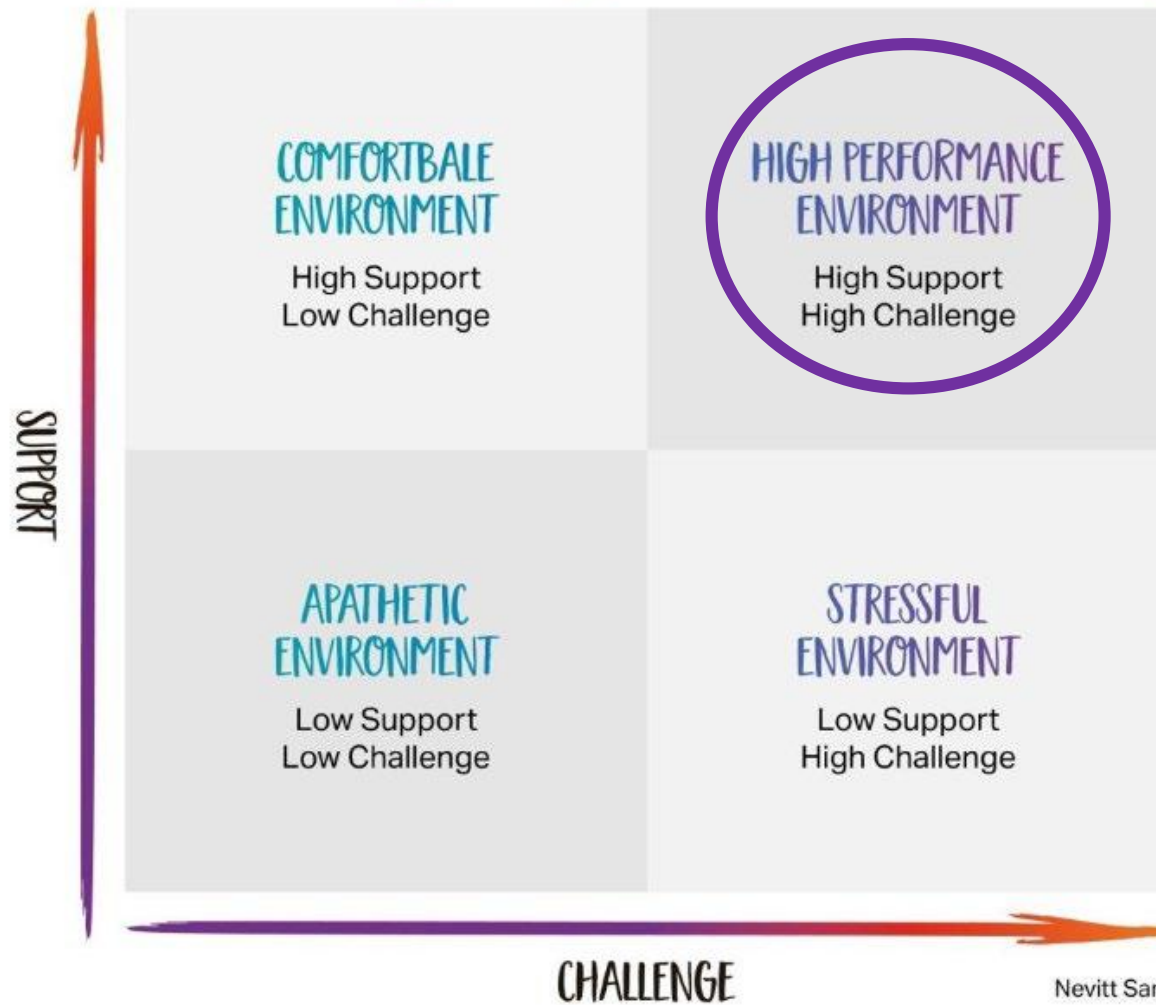 COMFORTBALE
ENVIRONMENT
High Support
Low Challenge
HIGH PERFORMANCE
ENVIRONMENT
High Support
High Challenge
SUPPORT
APATHETIC
ENVIRONMENT
Low Support
Low Challenge
STRESSFUL
ENVIRONMENT
Low Support
High Challenge
CHALLENGE
Nevitt